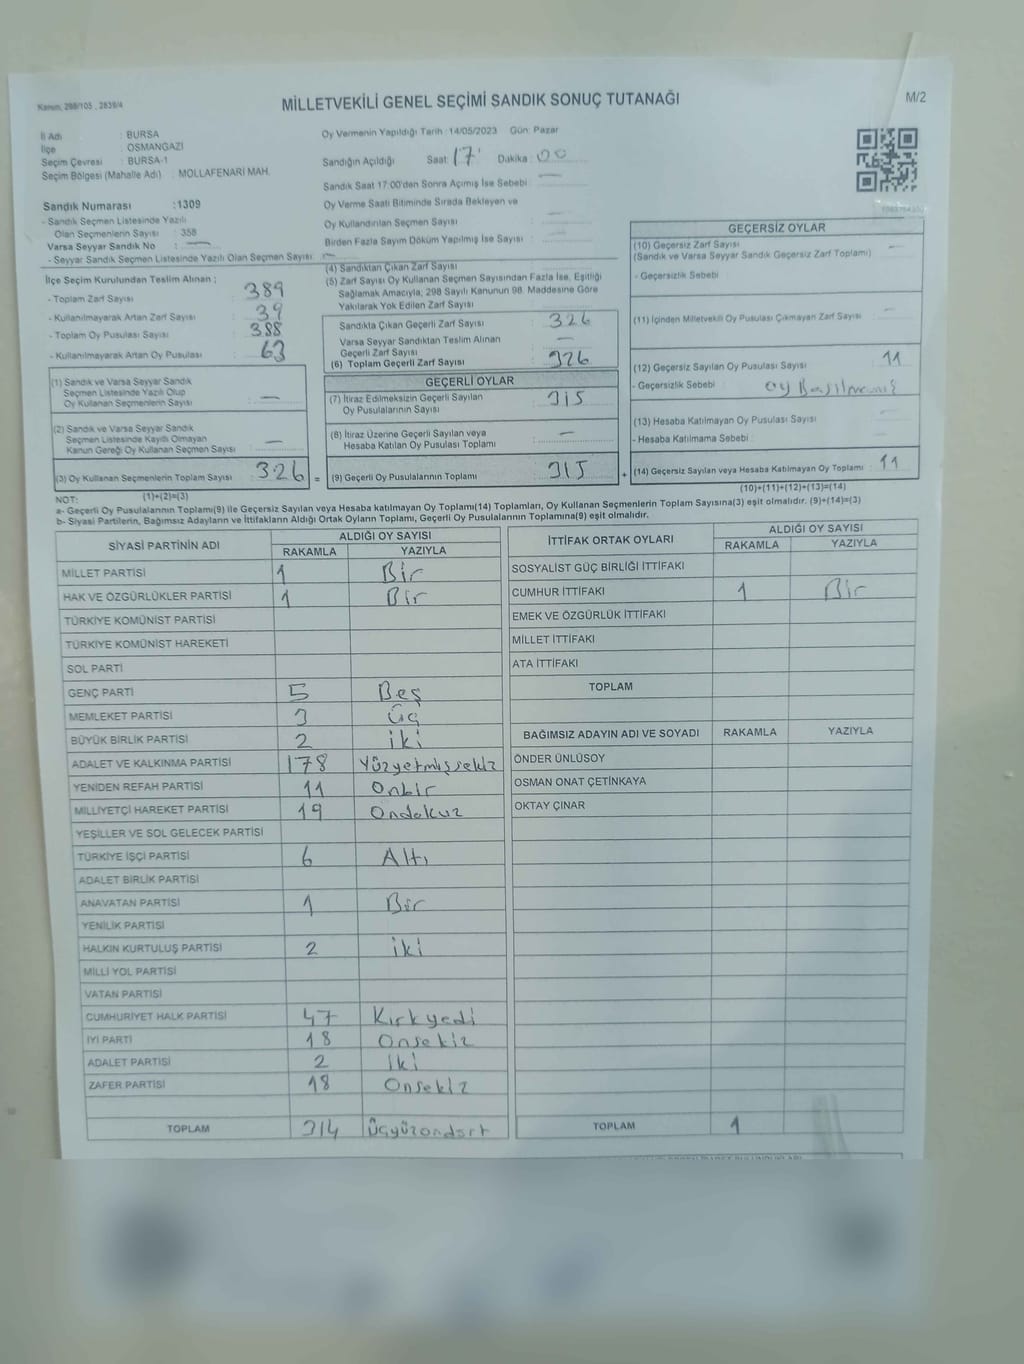 Kanun, 298/105 , 2839/4
MİLLETVEKİLİ GENEL SEÇİMİ SANDIK SONUÇ TUTANAĞI
M/2
İl Adı : BURSA
İlçe : OSMANGAZİ
Seçim Çevresi : BURSA-1
Seçim Bölgesi (Mahalle Adı) : MOLLAFENARİ MAH.
Sandık Numarası :1309
- Sandık Seçmen Listesinde Yazılı
Olan Seçmenlerin Sayısı : 358
Varsa Seyyar Sandık No : —
- Seyyar Sandık Seçmen Listesinde Yazılı Olan Seçmen Sayısı : —
Oy Vermenin Yapıldığı Tarih :14/05/2023 Gün: Pazar
Sandığın Açıldığı Saat: 17 Dakika : 00
Sandık Saat 17:00'den Sonra Açımış İse Sebebi : —
Oy Verme Saati Bitiminde Sırada Bekleyen ve
Oy Kullandırılan Seçmen Sayısı : —
Birden Fazla Sayım Döküm Yapılmış İse Sayısı : —
İlçe Seçim Kurulundan Teslim Alınan ;
- Toplam Zarf Sayısı : 389
- Kullanılmayarak Artan Zarf Sayısı : 39
- Toplam Oy Pusulası Sayısı : 388
- Kullanılmayarak Artan Oy Pusulası : 63
(1) Sandık ve Varsa Seyyar Sandık
Seçmen Listesinde Yazılı Olup
Oy Kullanan Seçmenlerin Sayısı : —
(2) Sandık ve Varsa Seyyar Sandık
Seçmen Listesinde Kayıtlı Olmayan
Kanun Gereği Oy Kullanan Seçmen Sayısı : —
(3) Oy Kullanan Seçmenlerin Toplam Sayısı : 326
(1)+(2)=(3)
(4) Sandıktan Çıkan Zarf Sayısı
(5) Zarf Sayısı Oy Kullanan Seçmen Sayısından Fazla İse, Eşitliği
Sağlamak Amacıyla, 298 Sayılı Kanunun 98. Maddesine Göre
Yakılarak Yok Edilen Zarf Sayısı
Sandıkta Çıkan Geçerli Zarf Sayısı : 326
Varsa Seyyar Sandıktan Teslim Alınan
Geçerli Zarf Sayısı : —
(6) Toplam Geçerli Zarf Sayısı : 326
GEÇERLİ OYLAR
(7) İtiraz Edilmeksizin Geçerli Sayılan
Oy Pusulalarının Sayısı : 315
(8) İtiraz Üzerine Geçerli Sayılan veya
Hesaba Katılan Oy Pusulası Toplamı : —
= (9) Geçerli Oy Pusulalarının Toplamı : 315
GEÇERSİZ OYLAR
(10) Geçersiz Zarf Sayısı : —
(Sandık ve Varsa Seyyar Sandık Geçersiz Zarf Toplamı)
- Geçersizlik Sebebi :
(11) İçinden Milletvekili Oy Pusulası Çıkmayan Zarf Sayısı : —
(12) Geçersiz Sayılan Oy Pusulası Sayısı : 11
- Geçersizlik Sebebi : Oy Basılmamış
(13) Hesaba Katılmayan Oy Pusulası Sayısı : —
- Hesaba Katılmama Sebebi : —
+ (14) Geçersiz Sayılan veya Hesaba Katılmayan Oy Toplamı : 11
(10)+(11)+(12)+(13)=(14)
NOT:
a- Geçerli Oy Pusulalarının Toplamı(9) ile Geçersiz Sayılan veya Hesaba katılmayan Oy Toplamı(14) Toplamları, Oy Kullanan Seçmenlerin Toplam Sayısına(3) eşit olmalıdır. (9)+(14)=(3)
b- Siyasi Partilerin, Bağımsız Adayların ve İttifakların Aldığı Ortak Oyların Toplamı, Geçerli Oy Pusulalarının Toplamına(9) eşit olmalıdır.
SİYASİ PARTİNİN ADI ALDIĞI OY SAYISI
RAKAMLA YAZIYLA
MİLLET PARTİSİ 1 Bir
HAK VE ÖZGÜRLÜKLER PARTİSİ 1 Bir
TÜRKİYE KOMÜNİST PARTİSİ
TÜRKİYE KOMÜNİST HAREKETİ
SOL PARTİ
GENÇ PARTİ 5 Beş
MEMLEKET PARTİSİ 3 Üç
BÜYÜK BİRLİK PARTİSİ 2 iki
ADALET VE KALKINMA PARTİSİ 178 Yüzyetmişsekiz
YENİDEN REFAH PARTİSİ 11 Onbir
MİLLİYETÇİ HAREKET PARTİSİ 19 Ondokuz
YEŞİLLER VE SOL GELECEK PARTİSİ
TÜRKİYE İŞÇİ PARTİSİ 6 Altı
ADALET BİRLİK PARTİSİ
ANAVATAN PARTİSİ 1 Bir
YENİLİK PARTİSİ
HALKIN KURTULUŞ PARTİSİ 2 iki
MİLLİ YOL PARTİSİ
VATAN PARTİSİ
CUMHURİYET HALK PARTİSİ 47 Kırkyedi
İYİ PARTİ 18 Onsekiz
ADALET PARTİSİ 2 iki
ZAFER PARTİSİ 18 Onsekiz
TOPLAM 314 Üçyüzondört
İTTİFAK ORTAK OYLARI ALDIĞI OY SAYISI
RAKAMLA YAZIYLA
SOSYALİST GÜÇ BİRLİĞİ İTTİFAKI
CUMHUR İTTİFAKI 1 Bir
EMEK VE ÖZGÜRLÜK İTTİFAKI
MİLLET İTTİFAKI
ATA İTTİFAKI
TOPLAM
BAĞIMSIZ ADAYIN ADI VE SOYADI RAKAMLA YAZIYLA
ÖNDER ÜNLÜSOY
OSMAN ONAT ÇETİNKAYA
OKTAY ÇINAR
TOPLAM 1